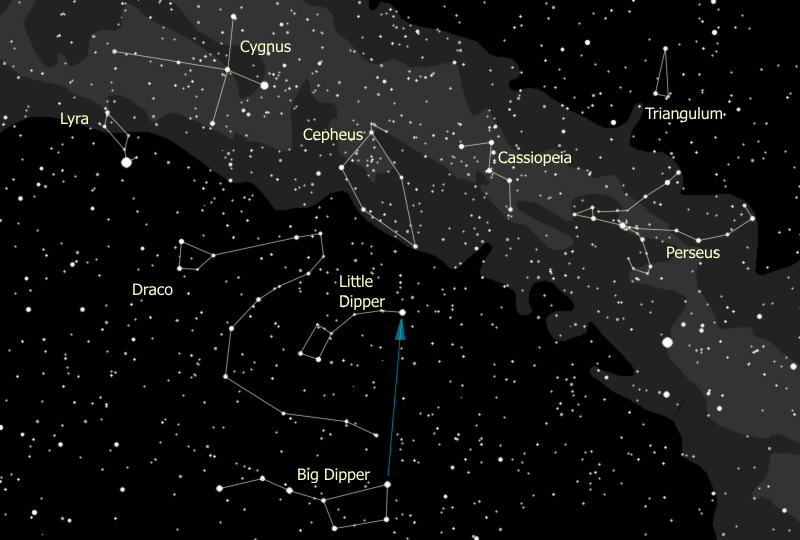 Cygnus
Lyra
Triangulum
Cepheus
Cassiopeia
Perseus
Draco
Little
Dipper
Big Dipper